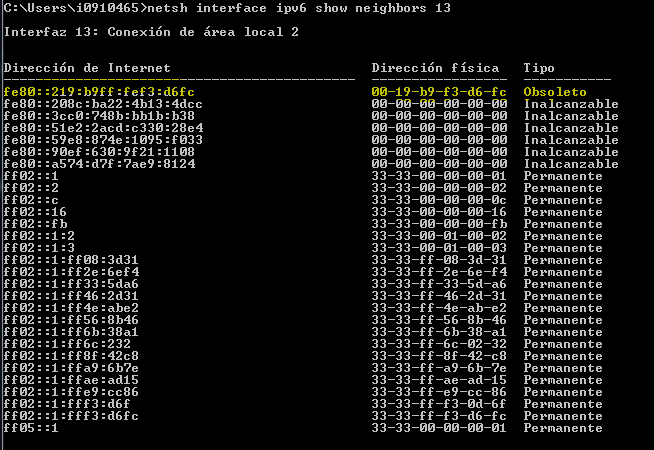 C:\Users\i0910465>netsh interface ipv6 show neighbors 13
Interfaz 13: Conexión de área local 2
Dirección de Internet Dirección física Tipo
-------------------------------------------- ----------------- -----------
fe80::219:b9ff:fef3:d6fc 00-19-b9-f3-d6-fc Obsoleto
fe80::208c:ba22:4b13:4dcc 00-00-00-00-00-00 Inalcanzable
fe80::3cc0:748b:bb1b:b38 00-00-00-00-00-00 Inalcanzable
fe80::51e2:2acd:c330:28e4 00-00-00-00-00-00 Inalcanzable
fe80::59e8:874e:1095:f033 00-00-00-00-00-00 Inalcanzable
fe80::90ef:630:9f21:1108 00-00-00-00-00-00 Inalcanzable
fe80::a574:d7f:7ae9:8124 00-00-00-00-00-00 Inalcanzable
ff02::1 33-33-00-00-00-01 Permanente
ff02::2 33-33-00-00-00-02 Permanente
ff02::c 33-33-00-00-00-0c Permanente
ff02::16 33-33-00-00-00-16 Permanente
ff02::fb 33-33-00-00-00-fb Permanente
ff02::1:2 33-33-00-01-00-02 Permanente
ff02::1:3 33-33-00-01-00-03 Permanente
ff02::1:ff08:3d31 33-33-ff-08-3d-31 Permanente
ff02::1:ff2e:6ef4 33-33-ff-2e-6e-f4 Permanente
ff02::1:ff33:5da6 33-33-ff-33-5d-a6 Permanente
ff02::1:ff46:2d31 33-33-ff-46-2d-31 Permanente
ff02::1:ff4e:abe2 33-33-ff-4e-ab-e2 Permanente
ff02::1:ff56:8b46 33-33-ff-56-8b-46 Permanente
ff02::1:ff6b:38a1 33-33-ff-6b-38-a1 Permanente
ff02::1:ff6c:232 33-33-ff-6c-02-32 Permanente
ff02::1:ff8f:42c8 33-33-ff-8f-42-c8 Permanente
ff02::1:ffa9:6b7e 33-33-ff-a9-6b-7e Permanente
ff02::1:ffae:ad15 33-33-ff-ae-ad-15 Permanente
ff02::1:ffe9:cc86 33-33-ff-e9-cc-86 Permanente
ff02::1:fff3:d6f 33-33-ff-f3-0d-6f Permanente
ff02::1:fff3:d6fc 33-33-ff-f3-d6-fc Permanente
ff05::1 33-33-00-00-00-01 Permanente